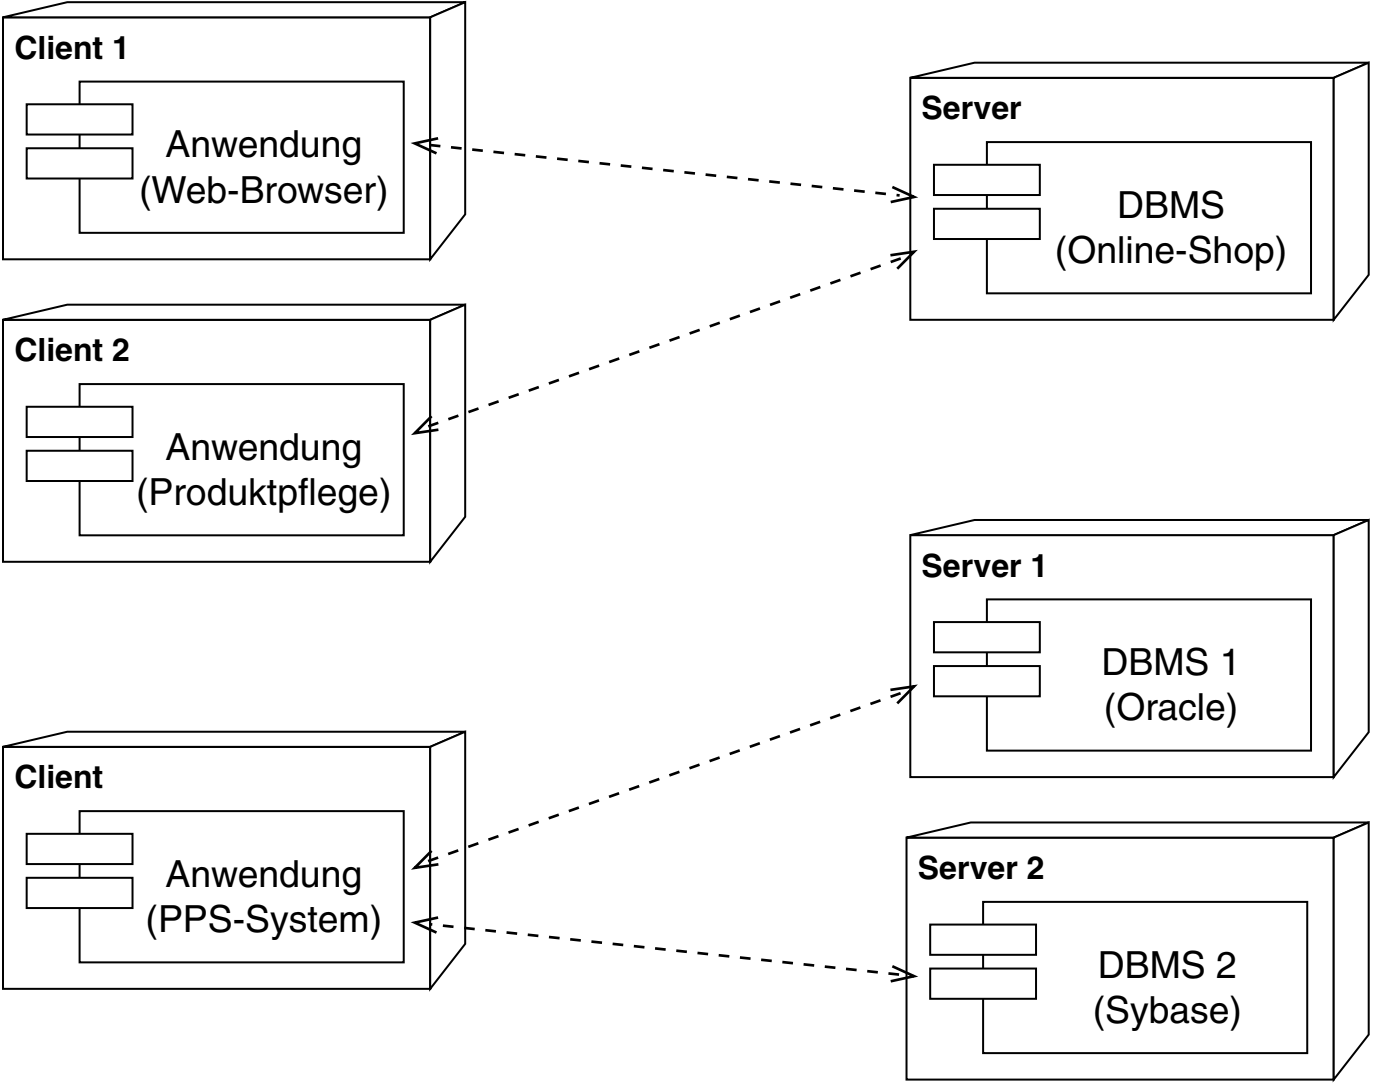 Client 1
Anwendung
(Web-Browser)
Server
DBMS
(Online-Shop)
Client 2
Anwendung
(Produktpflege)
Server 1
DBMS 1
(Oracle)
Client
Anwendung
(PPS-System)
Server 2
DBMS 2
(Sybase)